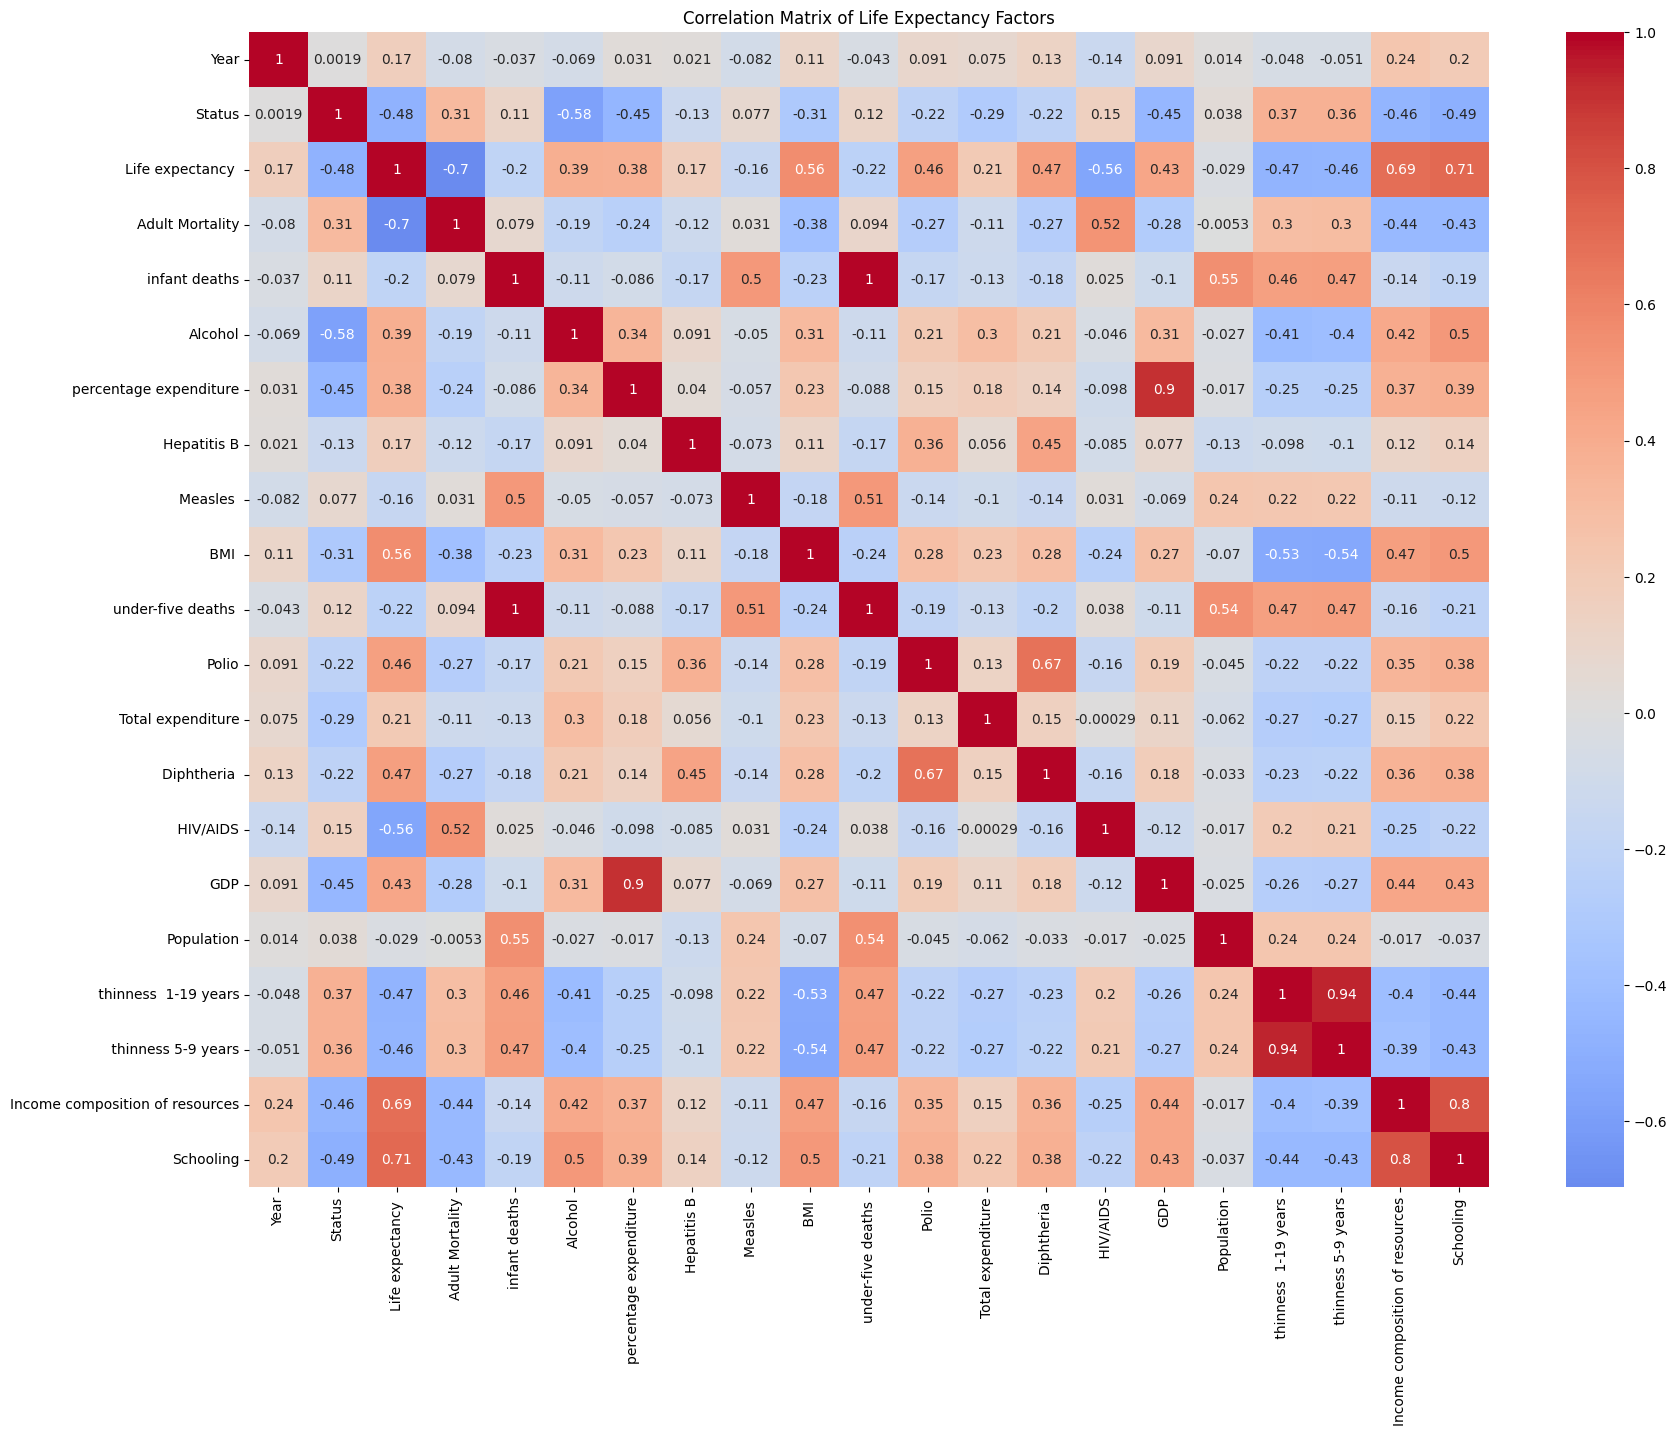 Correlation Matrix of Life Expectancy Factors
Year 1 0.0019 0.17 -0.08 -0.037 -0.069 0.031 0.021 -0.082 0.11 -0.043 0.091 0.075 0.13 -0.14 0.091 0.014 -0.048 -0.051 0.24 0.2
Status 0.0019 1 -0.48 0.31 0.11 -0.58 -0.45 -0.13 0.077 -0.31 0.12 -0.22 -0.29 -0.22 0.15 -0.45 0.038 0.37 0.36 -0.46 -0.49
Life expectancy 0.17 -0.48 1 -0.7 -0.2 0.39 0.38 0.17 -0.16 0.56 -0.22 0.46 0.21 0.47 -0.56 0.43 -0.029 -0.47 -0.46 0.69 0.71
Adult Mortality -0.08 0.31 -0.7 1 0.079 -0.19 -0.24 -0.12 0.031 -0.38 0.094 -0.27 -0.11 -0.27 0.52 -0.28 -0.0053 0.3 0.3 -0.44 -0.43
infant deaths -0.037 0.11 -0.2 0.079 1 -0.11 -0.086 -0.17 0.5 -0.23 1 -0.17 -0.13 -0.18 0.025 -0.1 0.55 0.46 0.47 -0.14 -0.19
Alcohol -0.069 -0.58 0.39 -0.19 -0.11 1 0.34 0.091 -0.05 0.31 -0.11 0.21 0.3 0.21 -0.046 0.31 -0.027 -0.41 -0.4 0.42 0.5
percentage expenditure 0.031 -0.45 0.38 -0.24 -0.086 0.34 1 0.04 -0.057 0.23 -0.088 0.15 0.18 0.14 -0.098 0.9 -0.017 -0.25 -0.25 0.37 0.39
Hepatitis B 0.021 -0.13 0.17 -0.12 -0.17 0.091 0.04 1 -0.073 0.11 -0.17 0.36 0.056 0.45 -0.085 0.077 -0.13 -0.098 -0.1 0.12 0.14
Measles -0.082 0.077 -0.16 0.031 0.5 -0.05 -0.057 -0.073 1 -0.18 0.51 -0.14 -0.1 -0.14 0.031 -0.069 0.24 0.22 0.22 -0.11 -0.12
BMI 0.11 -0.31 0.56 -0.38 -0.23 0.31 0.23 0.11 -0.18 1 -0.24 0.28 0.23 0.28 -0.24 0.27 -0.07 -0.53 -0.54 0.47 0.5
under-five deaths -0.043 0.12 -0.22 0.094 1 -0.11 -0.088 -0.17 0.51 -0.24 1 -0.19 -0.13 -0.2 0.038 -0.11 0.54 0.47 0.47 -0.16 -0.21
Polio 0.091 -0.22 0.46 -0.27 -0.17 0.21 0.15 0.36 -0.14 0.28 -0.19 1 0.13 0.67 -0.16 0.19 -0.045 -0.22 -0.22 0.35 0.38
Total expenditure 0.075 -0.29 0.21 -0.11 -0.13 0.3 0.18 0.056 -0.1 0.23 -0.13 0.13 1 0.15 -0.00029 0.11 -0.062 -0.27 -0.27 0.15 0.22
Diphtheria 0.13 -0.22 0.47 -0.27 -0.18 0.21 0.14 0.45 -0.14 0.28 -0.2 0.67 0.15 1 -0.16 0.18 -0.033 -0.23 -0.22 0.36 0.38
HIV/AIDS -0.14 0.15 -0.56 0.52 0.025 -0.046 -0.098 -0.085 0.031 -0.24 0.038 -0.16 -0.00029 -0.16 1 -0.12 -0.017 0.2 0.21 -0.25 -0.22
GDP 0.091 -0.45 0.43 -0.28 -0.1 0.31 0.9 0.077 -0.069 0.27 -0.11 0.19 0.11 0.18 -0.12 1 -0.025 -0.26 -0.27 0.44 0.43
Population 0.014 0.038 -0.029 -0.0053 0.55 -0.027 -0.017 -0.13 0.24 -0.07 0.54 -0.045 -0.062 -0.033 -0.017 -0.025 1 0.24 0.24 -0.017 -0.037
thinness 1-19 years -0.048 0.37 -0.47 0.3 0.46 -0.41 -0.25 -0.098 0.22 -0.53 0.47 -0.22 -0.27 -0.23 0.2 -0.26 0.24 1 0.94 -0.4 -0.44
thinness 5-9 years -0.051 0.36 -0.46 0.3 0.47 -0.4 -0.25 -0.1 0.22 -0.54 0.47 -0.22 -0.27 -0.22 0.21 -0.27 0.24 0.94 1 -0.39 -0.43
Income composition of resources 0.24 -0.46 0.69 -0.44 -0.14 0.42 0.37 0.12 -0.11 0.47 -0.16 0.35 0.15 0.36 -0.25 0.44 -0.017 -0.4 -0.39 1 0.8
Schooling 0.2 -0.49 0.71 -0.43 -0.19 0.5 0.39 0.14 -0.12 0.5 -0.21 0.38 0.22 0.38 -0.22 0.43 -0.037 -0.44 -0.43 0.8 1
Year
Status
Life expectancy
Adult Mortality
infant deaths
Alcohol
percentage expenditure
Hepatitis B
Measles
BMI
under-five deaths
Polio
Total expenditure
Diphtheria
HIV/AIDS
GDP
Population
thinness 1-19 years
thinness 5-9 years
Income composition of resources
Schooling
1.0
0.8
0.6
0.4
0.2
0.0
−0.2
−0.4
−0.6